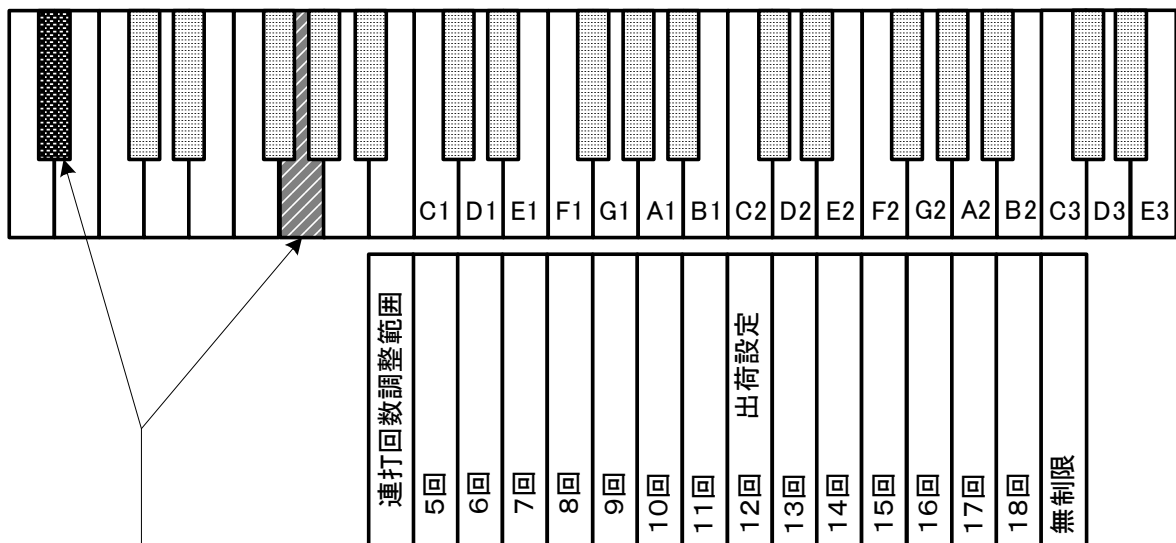 C1 D1 E1 F1 G1 A1 B1 C2 D2 E2 F2 G2 A2 B2 C3 D3 E3
連打回数調整範囲
5回
6回
7回
8回
9回
10回
11回
12回 出荷設定
13回
14回
15回
16回
17回
18回
無制限